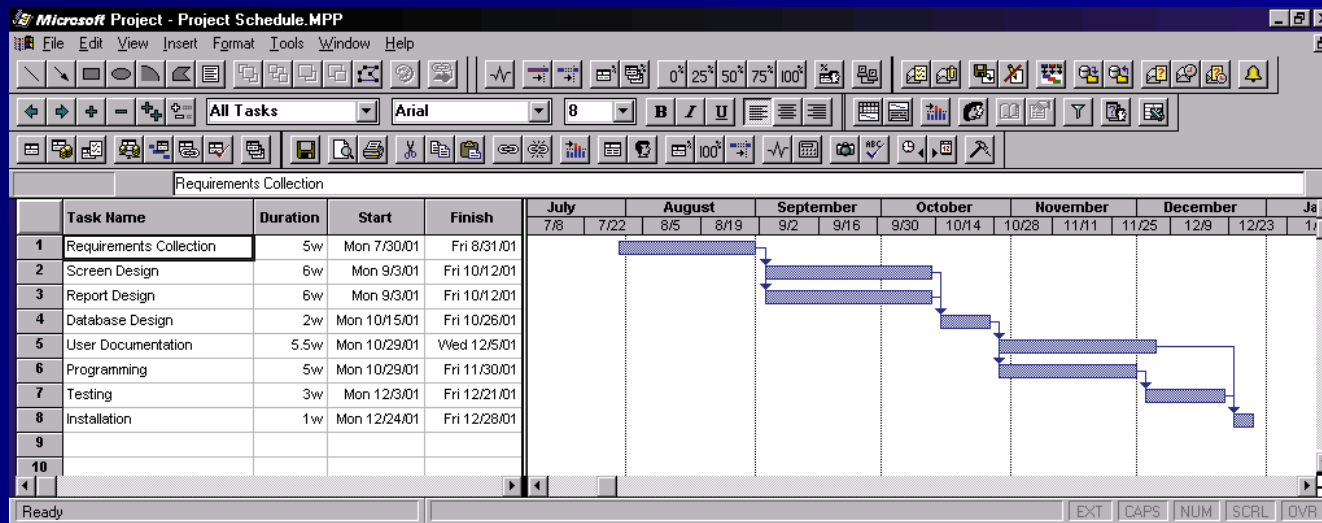 Microsoft Project - Project Schedule.MPP
File Edit View Insert Format Tools Window Help
0% 25% 50% 75% 100%
All Tasks Arial 8 B I U
100%
Requirements Collection
Task Name Duration Start Finish July August September October November December Ja
7/8 7/22 8/5 8/19 9/2 9/16 9/30 10/14 10/28 11/11 11/25 12/9 12/23 1/
1 Requirements Collection 5w Mon 7/30/01 Fri 8/31/01
2 Screen Design 6w Mon 9/3/01 Fri 10/12/01
3 Report Design 6w Mon 9/3/01 Fri 10/12/01
4 Database Design 2w Mon 10/15/01 Fri 10/26/01
5 User Documentation 5.5w Mon 10/29/01 Wed 12/5/01
6 Programming 5w Mon 10/29/01 Fri 11/30/01
7 Testing 3w Mon 12/3/01 Fri 12/21/01
8 Installation 1w Mon 12/24/01 Fri 12/28/01
9
10
Ready EXT CAPS NUM SCRL OVR